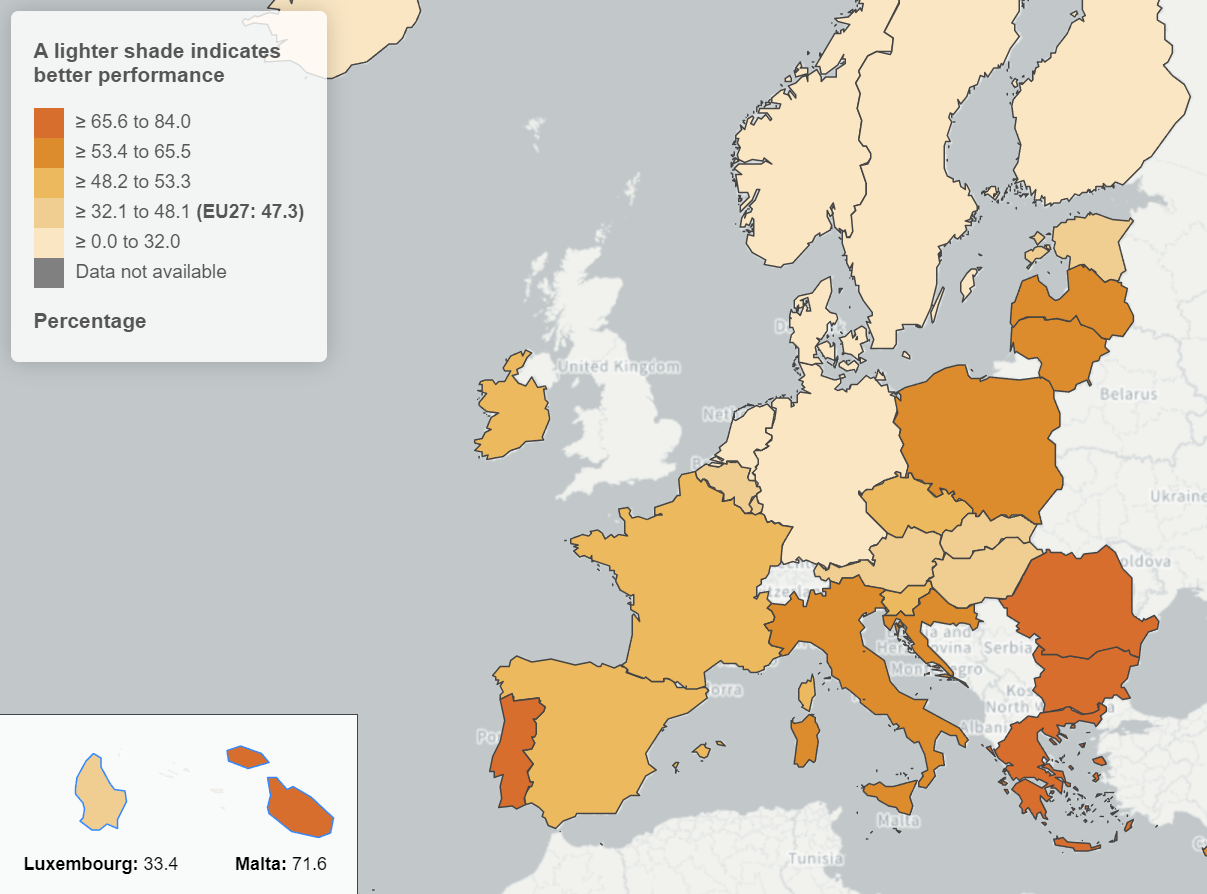 A lighter shade indicates
better performance
≥ 65.6 to 84.0
≥ 53.4 to 65.5
≥ 48.2 to 53.3
≥ 32.1 to 48.1 (EU27: 47.3)
≥ 0.0 to 32.0
Data not available
Percentage
United Kingdom
Belarus
Ukraine
Serbia
Tunisia
Malta
Luxembourg: 33.4
Malta: 71.6